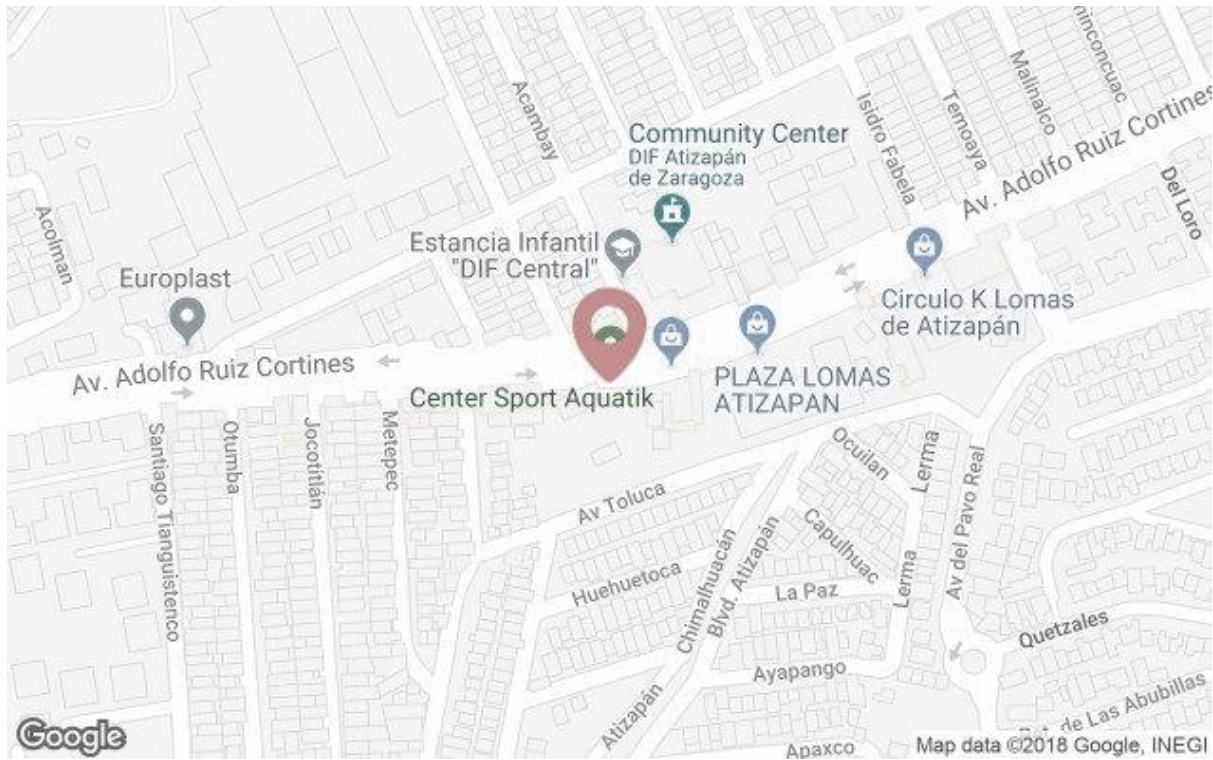 Acambay
Isidro Fabela
Temoaya
Malinalco
Av. Adolfo Ruiz Cortines
Del Loro
Community Center
DIF Atizapán
de Zaragoza
Acolman
Estancia Infantil
"DIF Central"
Europlast
Circulo K Lomas
de Atizapán
Av. Adolfo Ruiz Cortines
PLAZA LOMAS
ATIZAPAN
Center Sport Aquatik
Santiago Tianguistenco
Otumba
Jocotitlán
Metepec
Ocuilan
Lerma
Av Toluca
Av del Pavo Real
Capulhuac
Huehuetoca
Chimalhuacán
Blvd. Atizapán
La Paz
Lerma
Quetzales
Ayapango
Atizapán
de Las Abubillas
Apaxco
Google
Map data ©2018 Google, INEGI